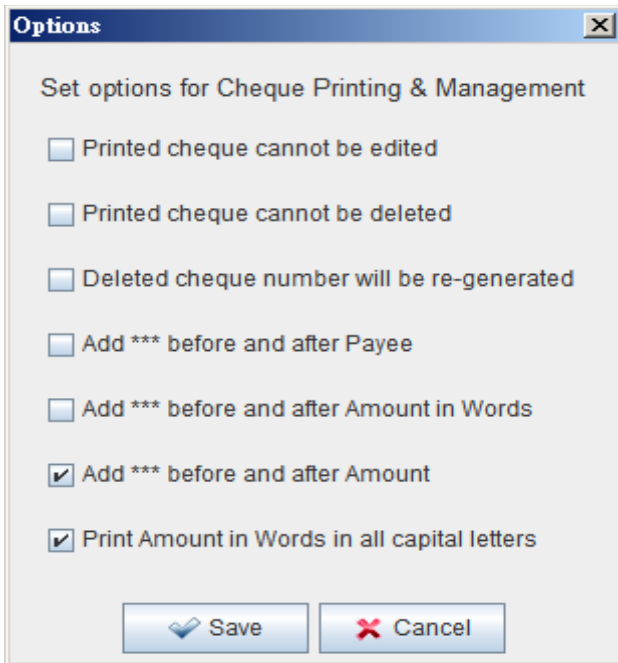 Options
Set options for Cheque Printing & Management
Printed cheque cannot be edited
Printed cheque cannot be deleted
Deleted cheque number will be re-generated
Add *** before and after Payee
Add *** before and after Amount in Words
Add *** before and after Amount
Print Amount in Words in all capital letters
Save Cancel